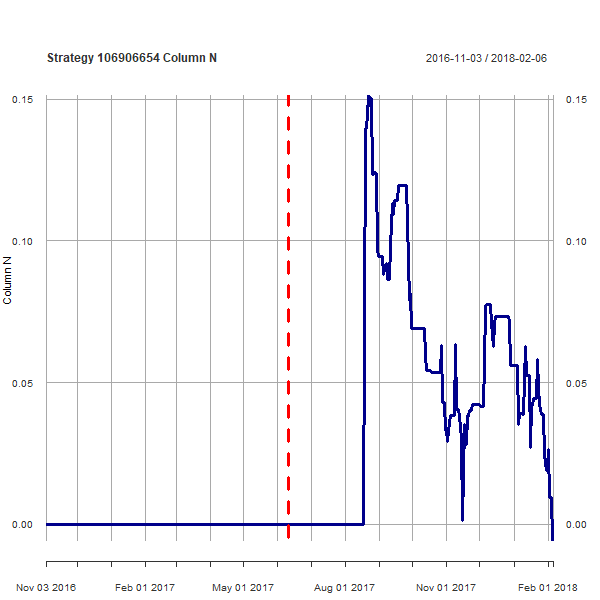 Strategy 106906654 Column N
2016-11-03 / 2018-02-06
0.15
0.15
0.10
0.10
Column N
0.05
0.05
0.00
0.00
Nov 03 2016
Feb 01 2017
May 01 2017
Aug 01 2017
Nov 01 2017
Feb 01 2018